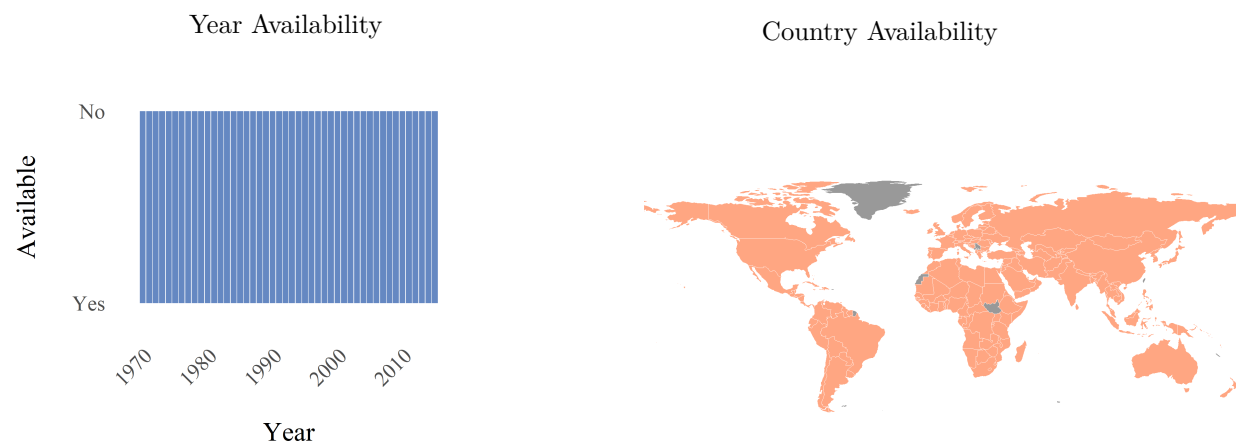 Year Availability
No
Yes
Available
1970
1980
1990
2000
2010
Year
Country Availability